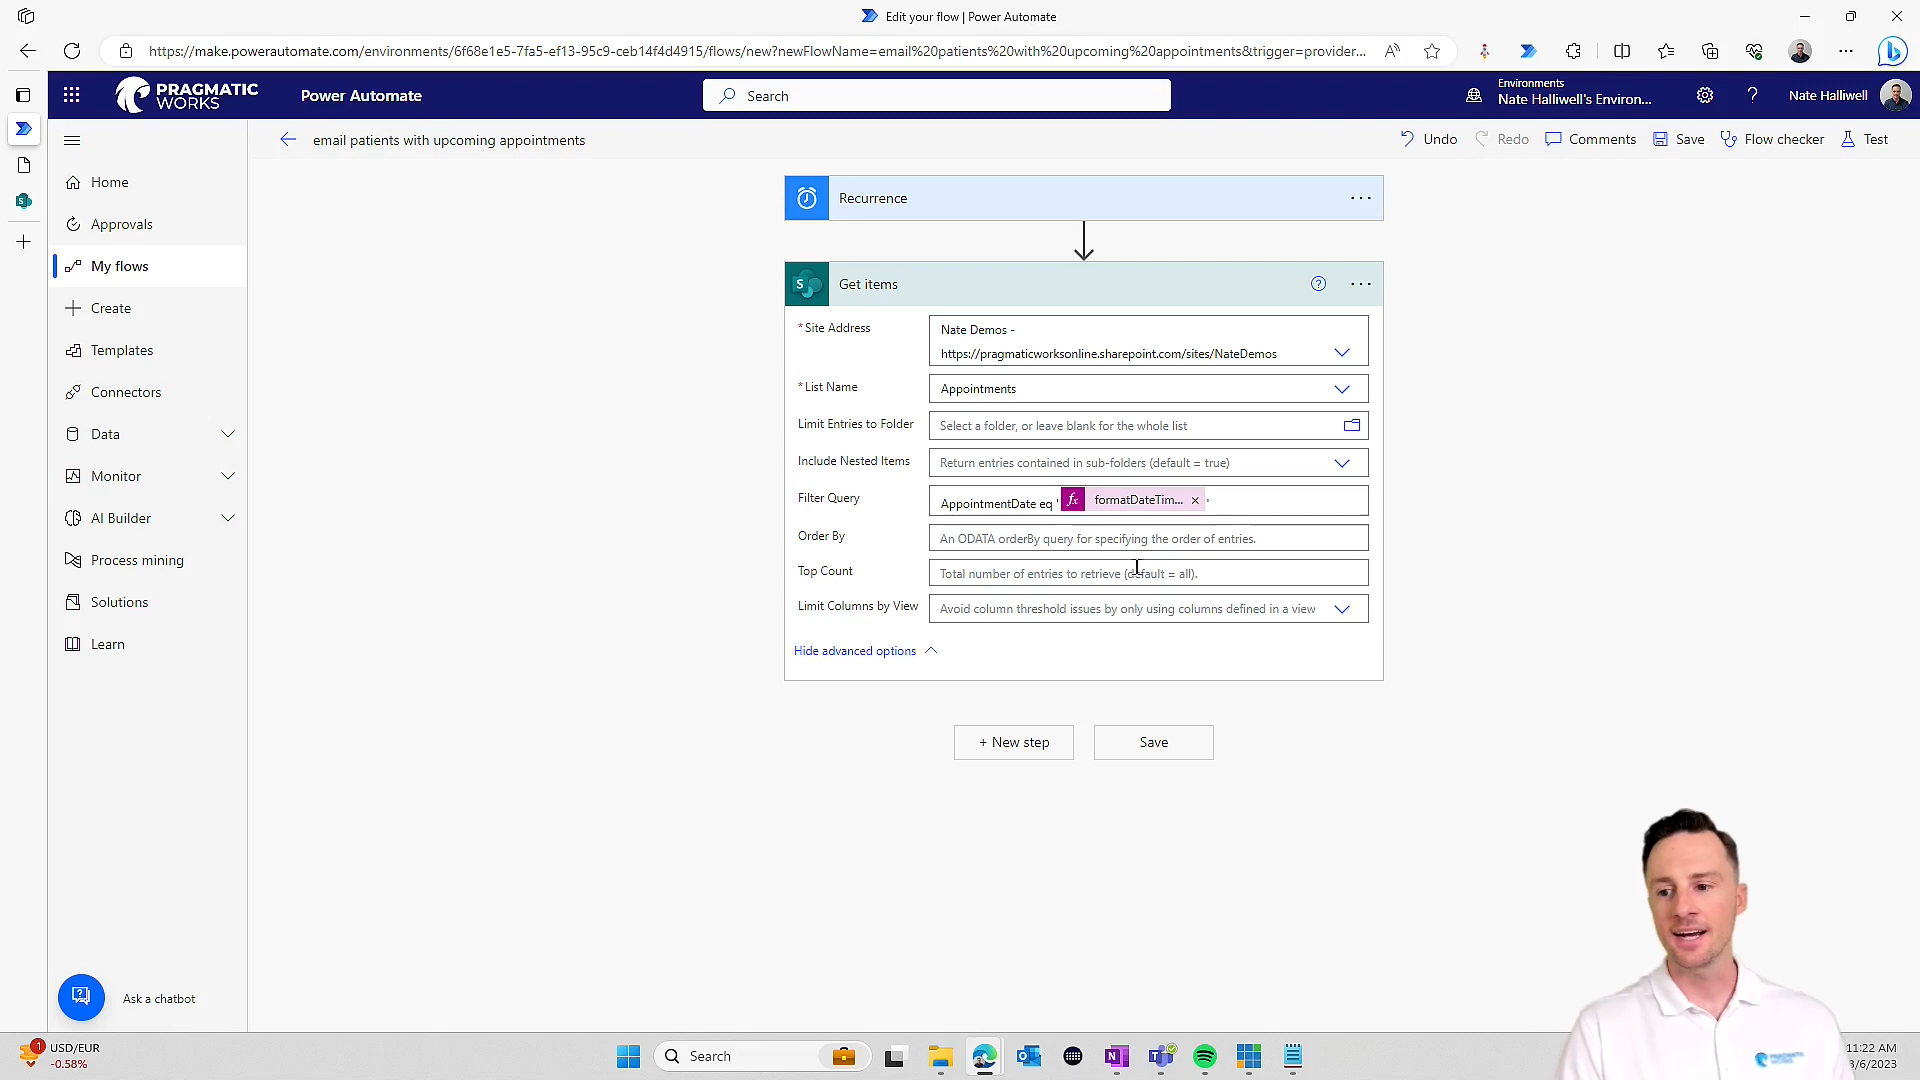 Edit your flow | Power Automate
https://make.powerautomate.com/environments/6f68e1e5-7fa5-ef13-95c9-ceb14f4d4915/flows/new?newFlowName=email%20patients%20with%20upcoming%20appointments&trigger=provider...
PRAGMATIC
WORKS
Power Automate
Search
Environments
Nate Halliwell's Environ...
Nate Halliwell
email patients with upcoming appointments
Undo
Redo
Comments
Save
Flow checker
Test
Home
Approvals
My flows
Create
Templates
Connectors
Data
Monitor
AI Builder
Process mining
Solutions
Learn
Ask a chatbot
Recurrence
Get items
* Site Address
Nate Demos -
https://pragmaticworksonline.sharepoint.com/sites/NateDemos
* List Name
Appointments
Limit Entries to Folder
Select a folder, or leave blank for the whole list
Include Nested Items
Return entries contained in sub-folders (default = true)
Filter Query
AppointmentDate eq ' fx formatDateTim... × '
Order By
An ODATA orderBy query for specifying the order of entries.
Top Count
Total number of entries to retrieve (default = all).
Limit Columns by View
Avoid column threshold issues by only using columns defined in a view
Hide advanced options
+ New step
Save
PRAGMATIC
WORKS
1
USD/EUR
-0.58%
Search
11:22 AM
3/6/2023